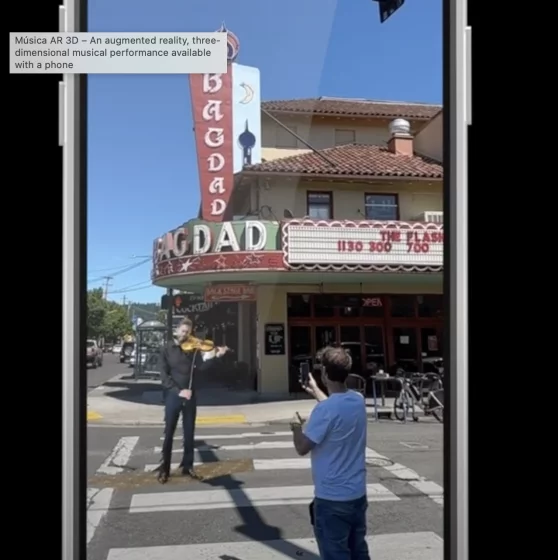 Música AR 3D – An augmented reality, three-
dimensional musical performance available
with a phone
BAGDAD
BAGDAD
THE FLASH
1130 300 700
OPEN